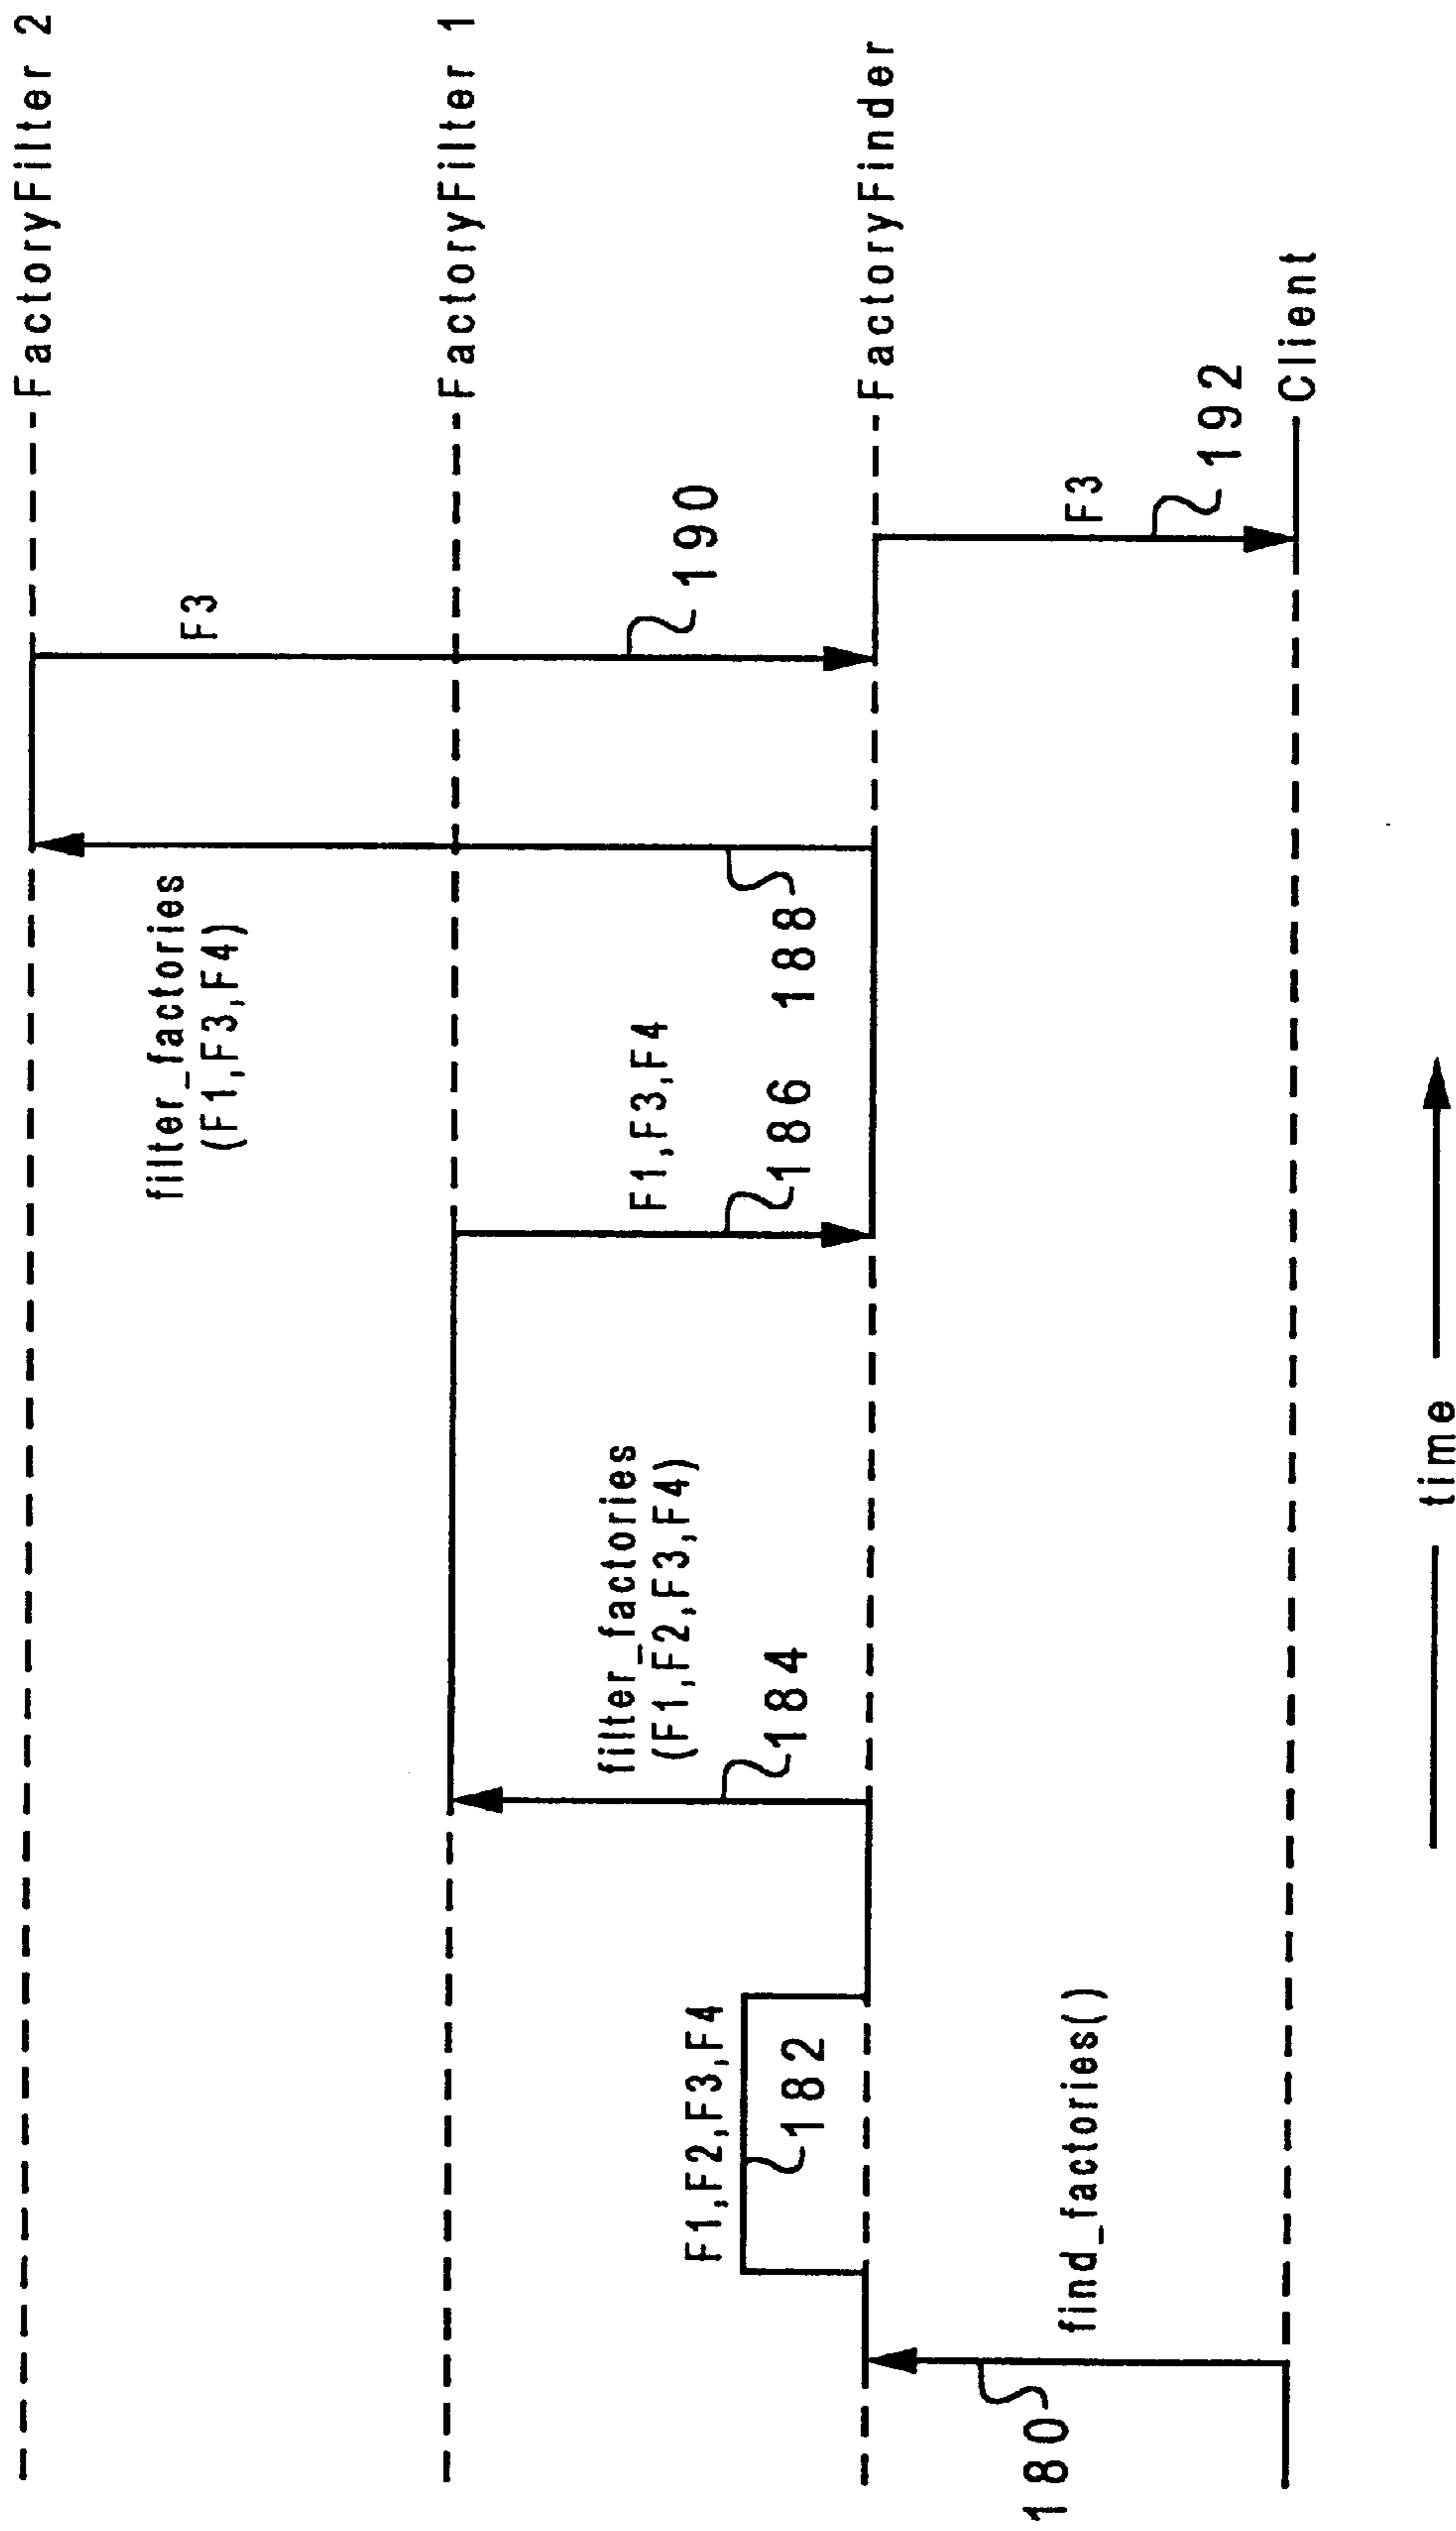 FactoryFilter 2
F3
filter_factories
(F1,F3,F4)
FactoryFilter 1
190
F1,F3,F4
186
188
filter_factories
(F1,F2,F3,F4)
184
F1,F2,F3,F4
182
FactoryFinder
F3
192
find_factories()
180
Client
time